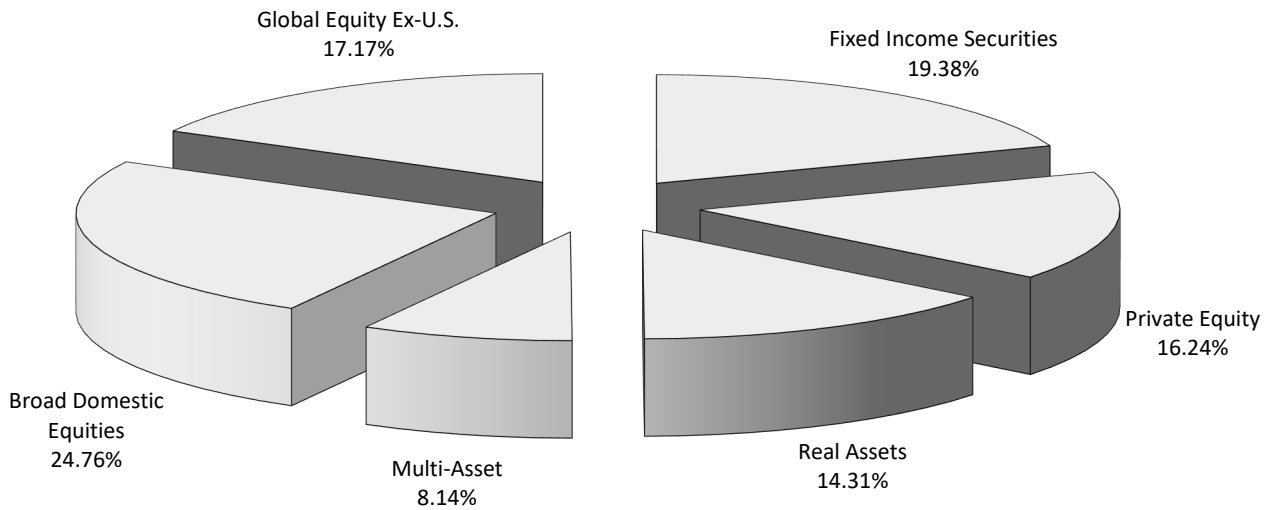 Global Equity Ex-U.S.
17.17%
Fixed Income Securities
19.38%
Private Equity
16.24%
Broad Domestic
Equities
24.76%
Multi-Asset
8.14%
Real Assets
14.31%